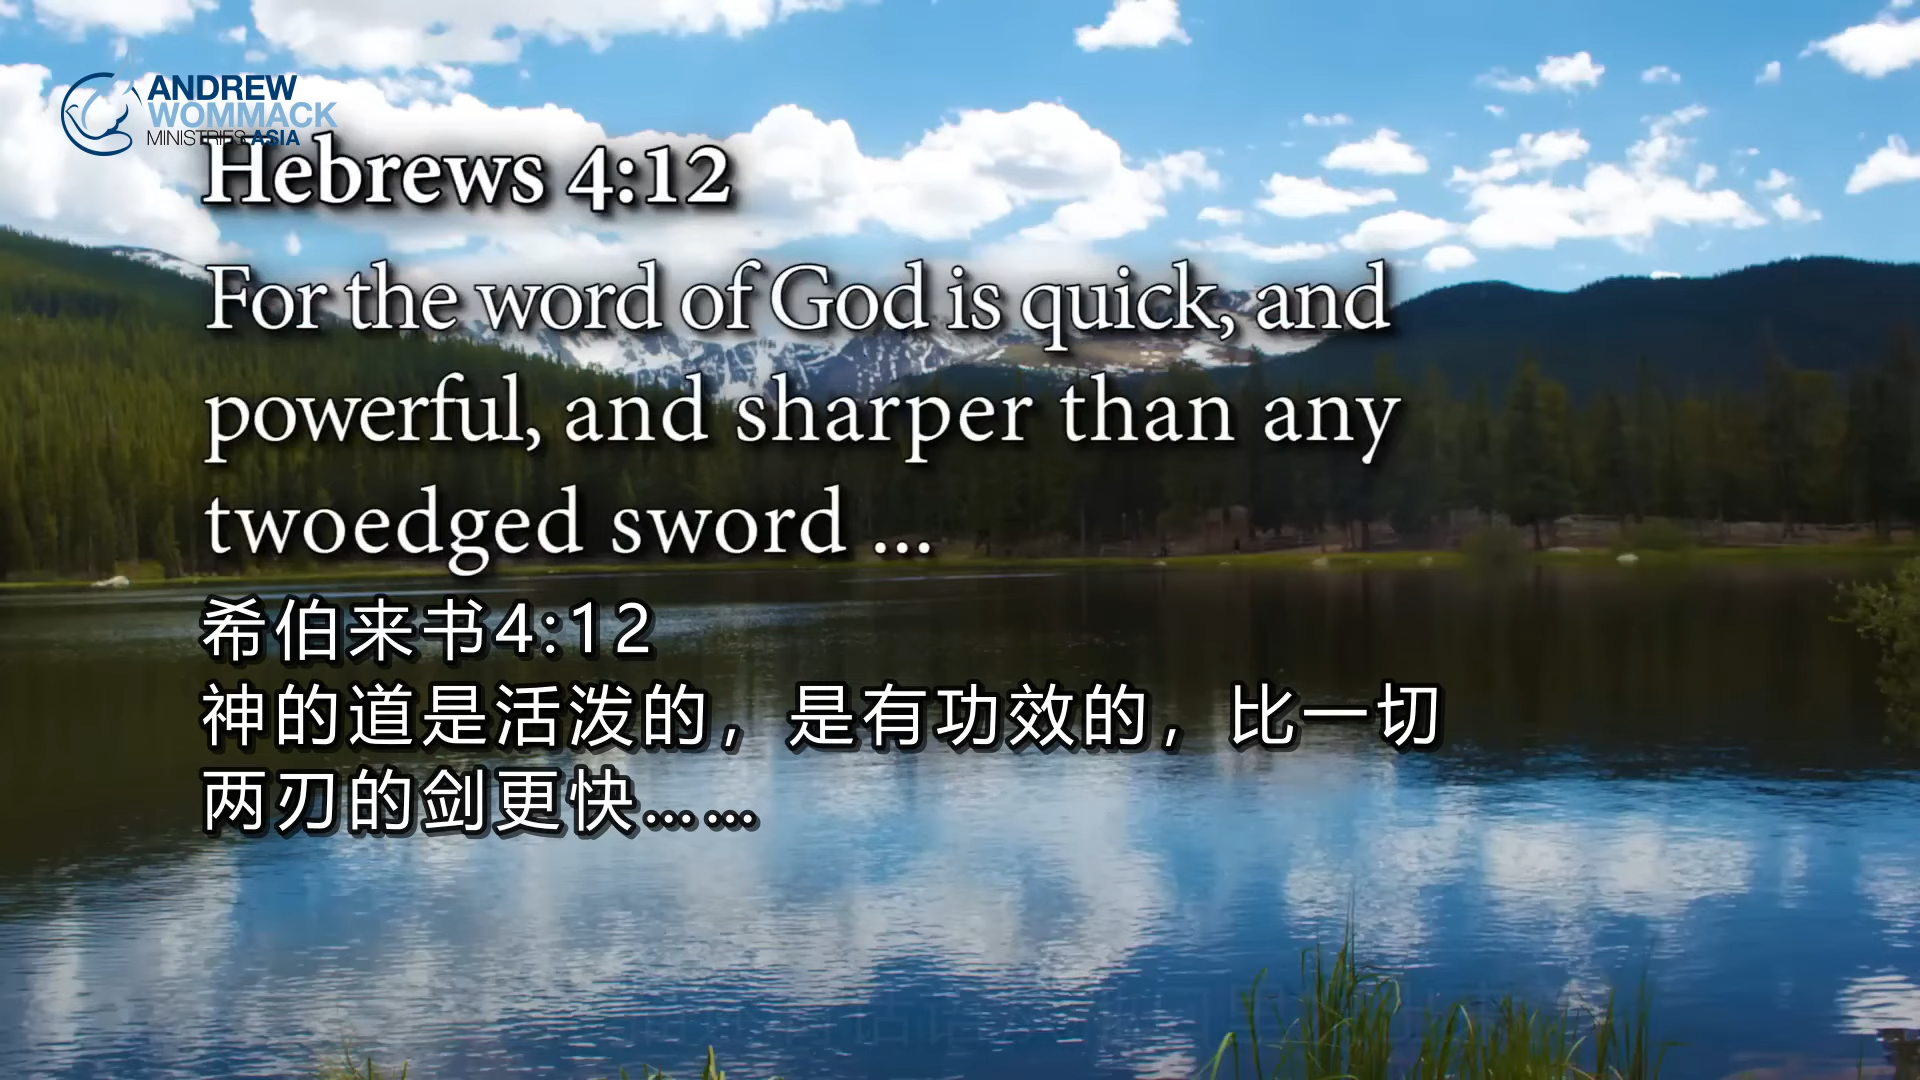 ANDREW
WOMMACK
MINISTRIES ASIA
Hebrews 4:12
For the word of God is quick, and
powerful, and sharper than any
twoedged sword ...
希伯来书4:12
神的道是活泼的，是有功效的，比一切
两刃的剑更快……